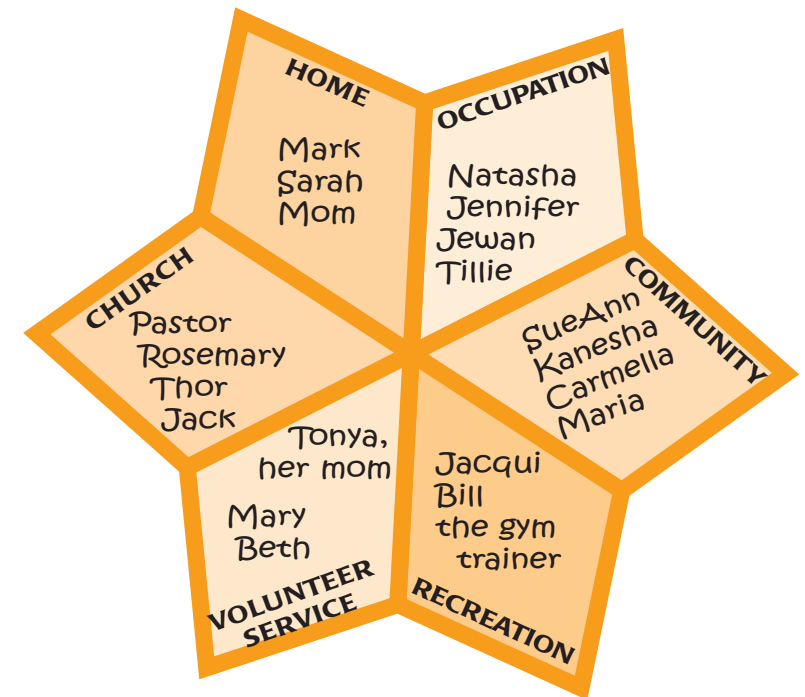 HOME
Mark
Sarah
Mom
OCCUPATION
Natasha
Jennifer
Jewan
Tillie
COMMUNITY
SueAnn
Kanesha
Carmella
Maria
RECREATION
Jacqui
Bill
the gym
trainer
VOLUNTEER
SERVICE
Tonya,
her mom
Mary
Beth
CHURCH
Pastor
Rosemary
Thor
Jack